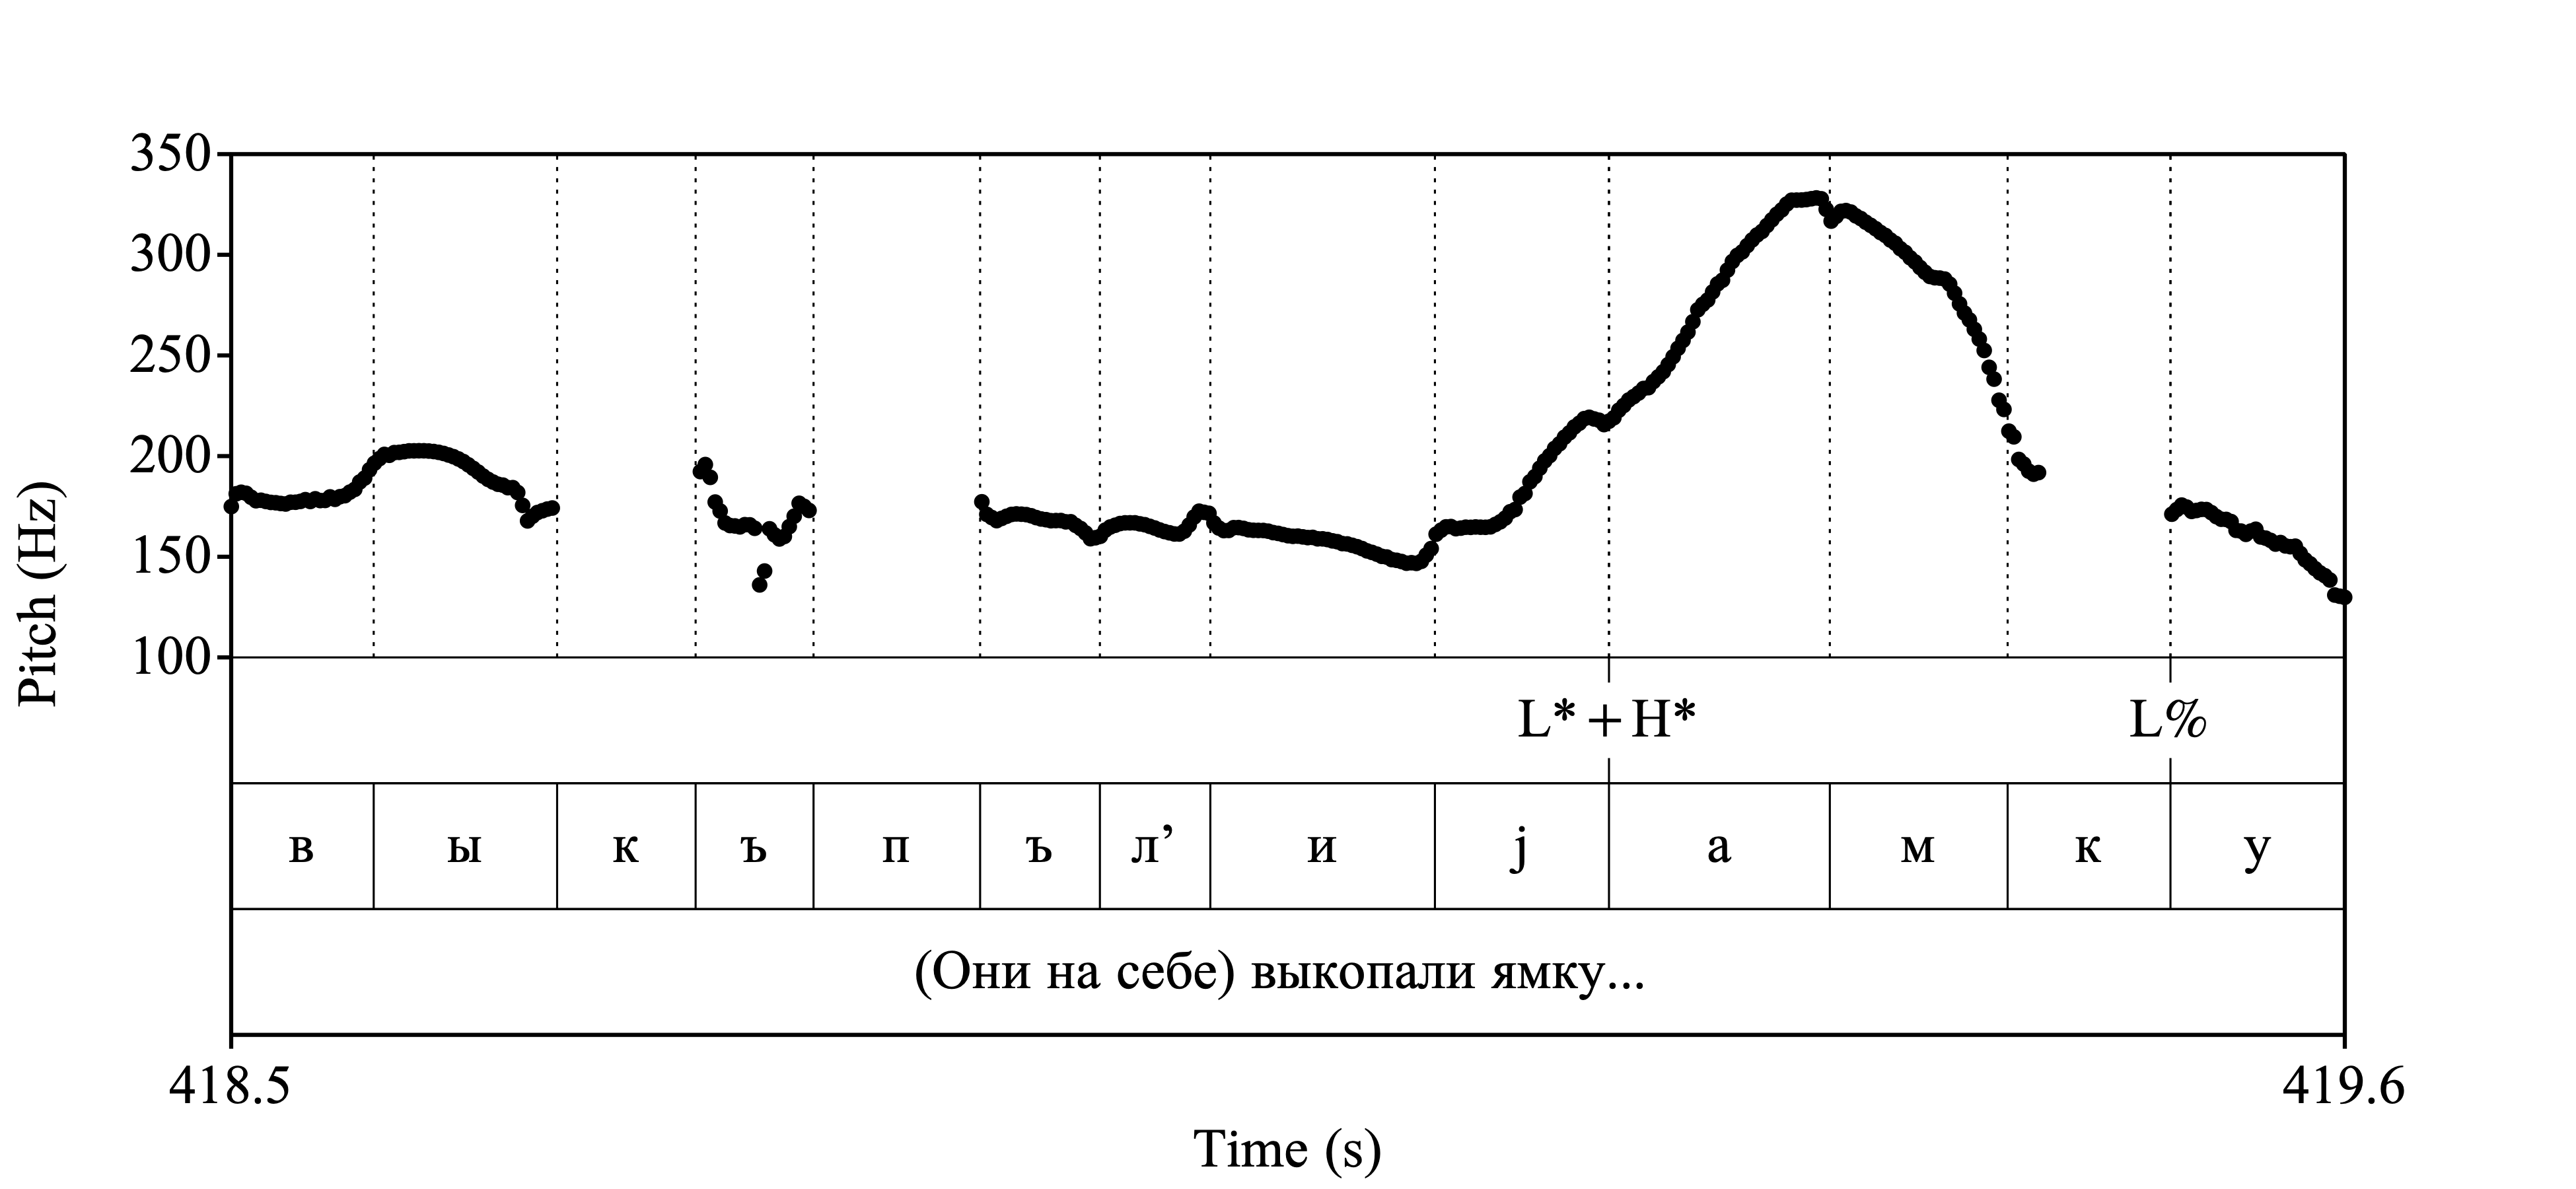 350
300
250
200
150
100
Pitch (Hz)
L* + H* L%
в ы к ъ п ъ л’ и j а м к у
(Они на себе) выкопали ямку...
418.5 419.6
Time (s)